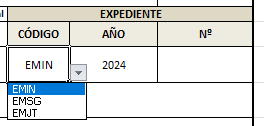 EXPEDIENTE
CÓDIGO AÑO Nº
EMIN 2024
EMIN
EMSG
EMJT